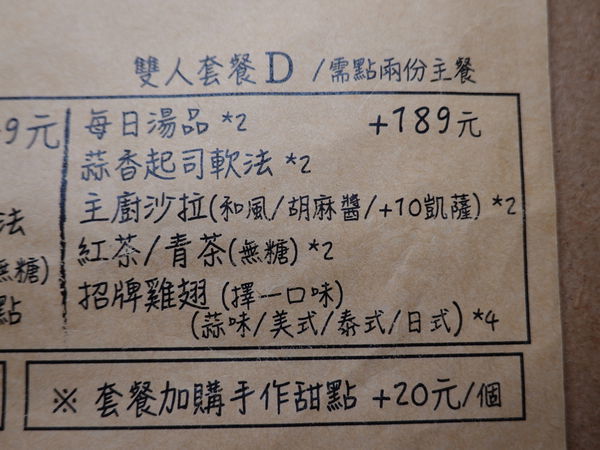 雙人套餐 D /需點兩份主餐
9元
每日湯品 *2 +189元
蒜香起司軟法 *2
主廚沙拉(和風/胡麻醬/+10凱薩) *2
法
紅茶/青茶(無糖) *2
無糖)
招牌雞翅 (擇一口味)
點
(蒜味/美式/泰式/日式) *4
※ 套餐加購手作甜點 +20元/個